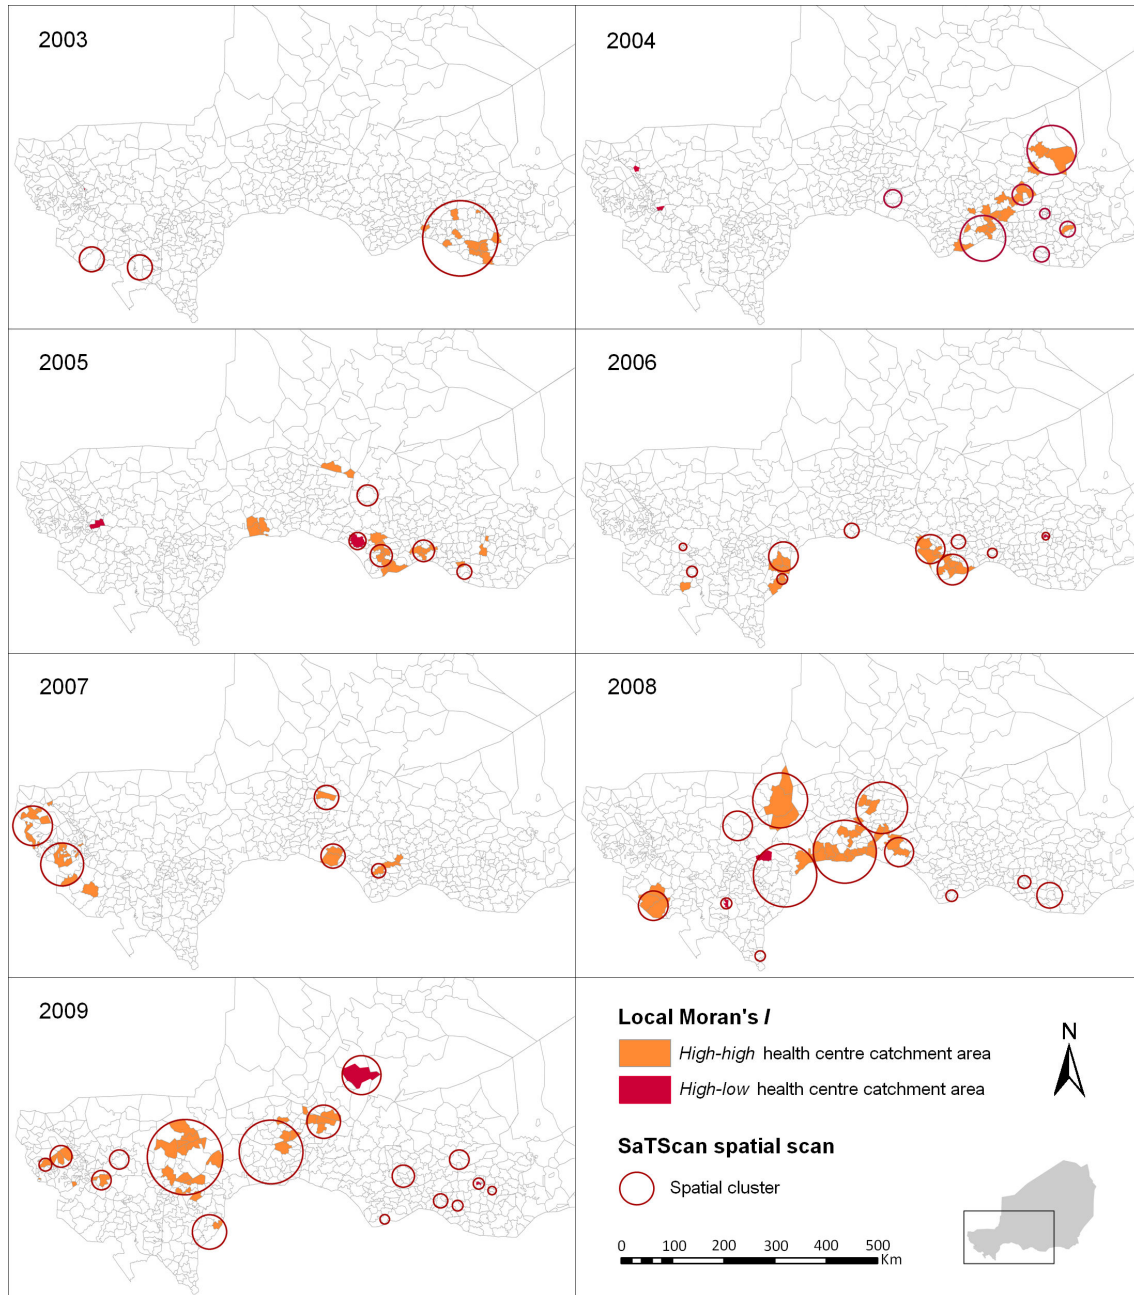 2003
2004
2005
2006
2007
2008
2009
Local Moran's I
High-high health centre catchment area
High-low health centre catchment area
N
SaTScan spatial scan
Spatial cluster
0 100 200 300 400 500
Km